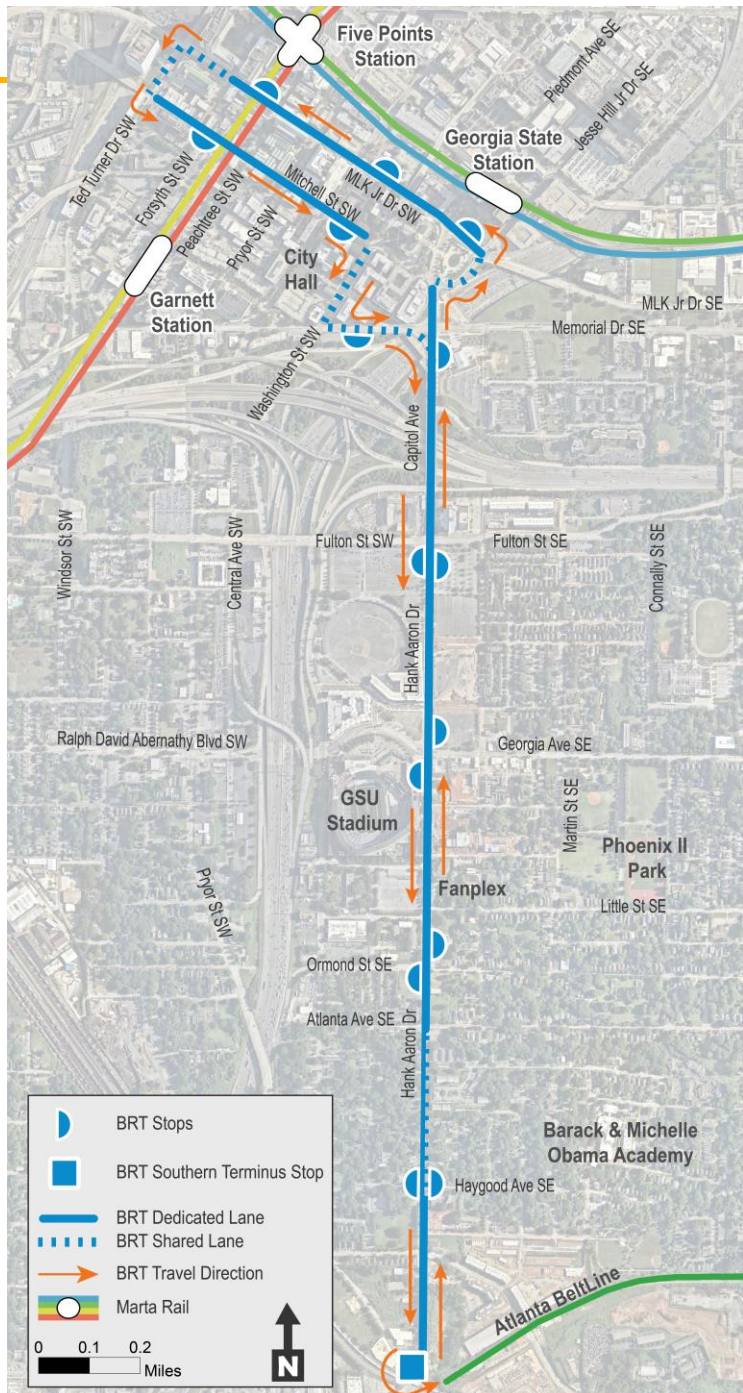 Five Points
Station
Piedmont Ave SE
Jesse Hill Jr Dr SE
Georgia State
Station
Ted Turner Dr SW
Forsyth St SW
Peachtree St SW
Pryor St SW
Mitchell St SW
MLK Jr Dr SW
City
Hall
Garnett
Station
MLK Jr Dr SE
Memorial Dr SE
Washington St SW
Capitol Ave
Windsor St SW
Central Ave SW
Fulton St SW
Fulton St SE
Connally St SE
Hank Aaron Dr
Ralph David Abernathy Blvd SW
Georgia Ave SE
GSU
Stadium
Martin St SE
Phoenix II
Park
Fanplex
Little St SE
Pryor St SW
Ormond St SE
Atlanta Ave SE
Hank Aaron Dr
Barack & Michelle
Obama Academy
Haygood Ave SE
Atlanta BeltLine
BRT Stops
BRT Southern Terminus Stop
BRT Dedicated Lane
BRT Shared Lane
BRT Travel Direction
Marta Rail
0 0.1 0.2
Miles
N